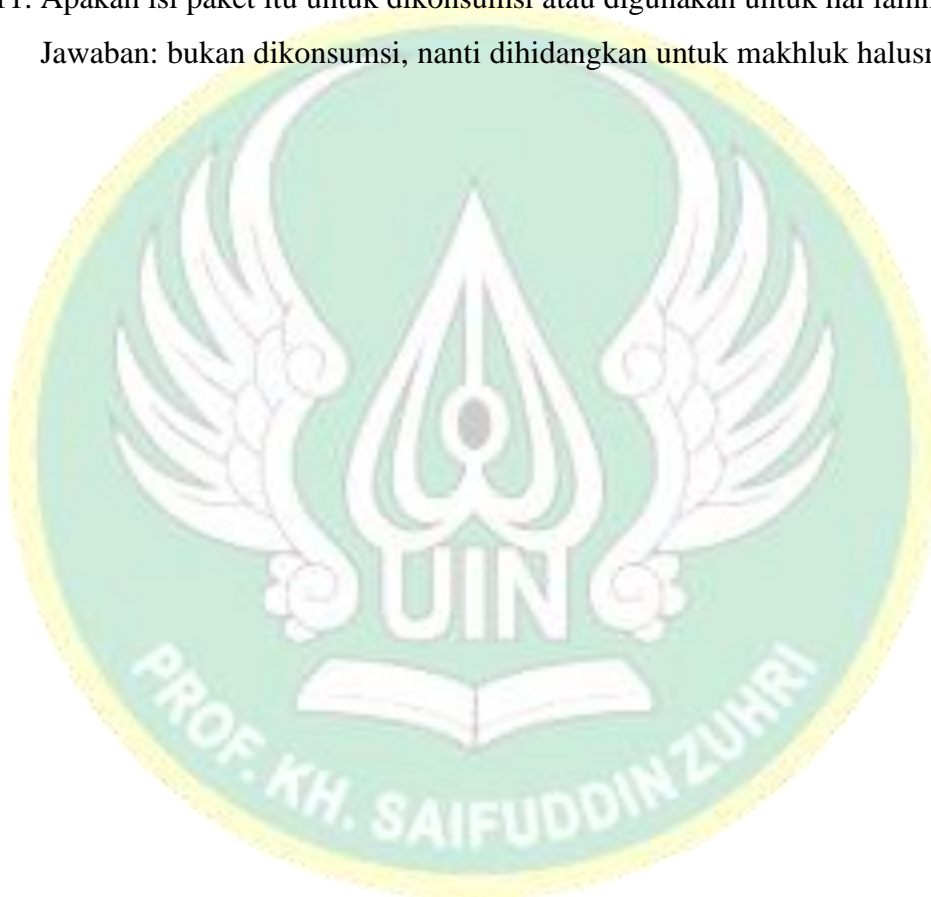 11. Apakah isi paket itu untuk dikonsumsi atau digunakan untuk hal
Jawaban: bukan dikonsumsi, nanti dihidangkan untuk makhluk
UIN
PROF. KH. SAIFUDDIN ZUHRI